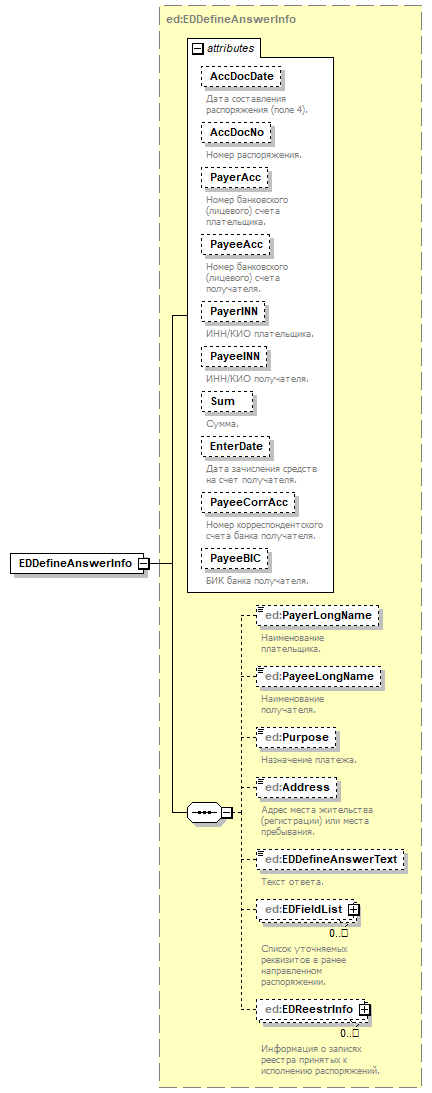 ed:EDDefineAnswerInfo
attributes
AccDocDate
Дата составления
распоряжения (поле 4).
AccDocNo
Номер распоряжения.
PayerAcc
Номер банковского
(лицевого) счета
плательщика.
PayeeAcc
Номер банковского
(лицевого) счета
получателя.
PayerINN
ИНН/КИО плательщика.
PayeeINN
ИНН/КИО получателя.
Sum
Сумма.
EnterDate
Дата зачисления средств
на счет получателя.
PayeeCorrAcc
Номер корреспондентского
счета банка получателя.
PayeeBIC
БИК банка получателя.
EDDefineAnswerInfo
ed:PayerLongName
Наименование
плательщика.
ed:PayeeLongName
Наименование
получателя.
ed:Purpose
Назначение платежа.
ed:Address
Адрес места жительства
(регистрации) или места
пребывания.
ed:EDDefineAnswerText
Текст ответа.
ed:EDFieldList
0..□
Список уточняемых
реквизитов в ранее
направленном
распоряжении.
ed:EDReestrInfo
0..□
Информация о записях
реестра принятых к
исполнению распоряжений.